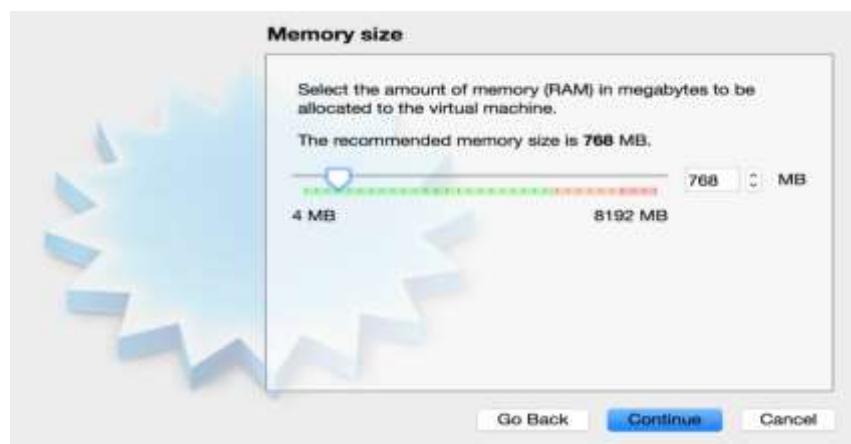 Memory size
Select the amount of memory (RAM) in megabytes to be
allocated to the virtual machine.
The recommended memory size is 768 MB.
768 MB
4 MB 8192 MB
Go Back Continue Cancel